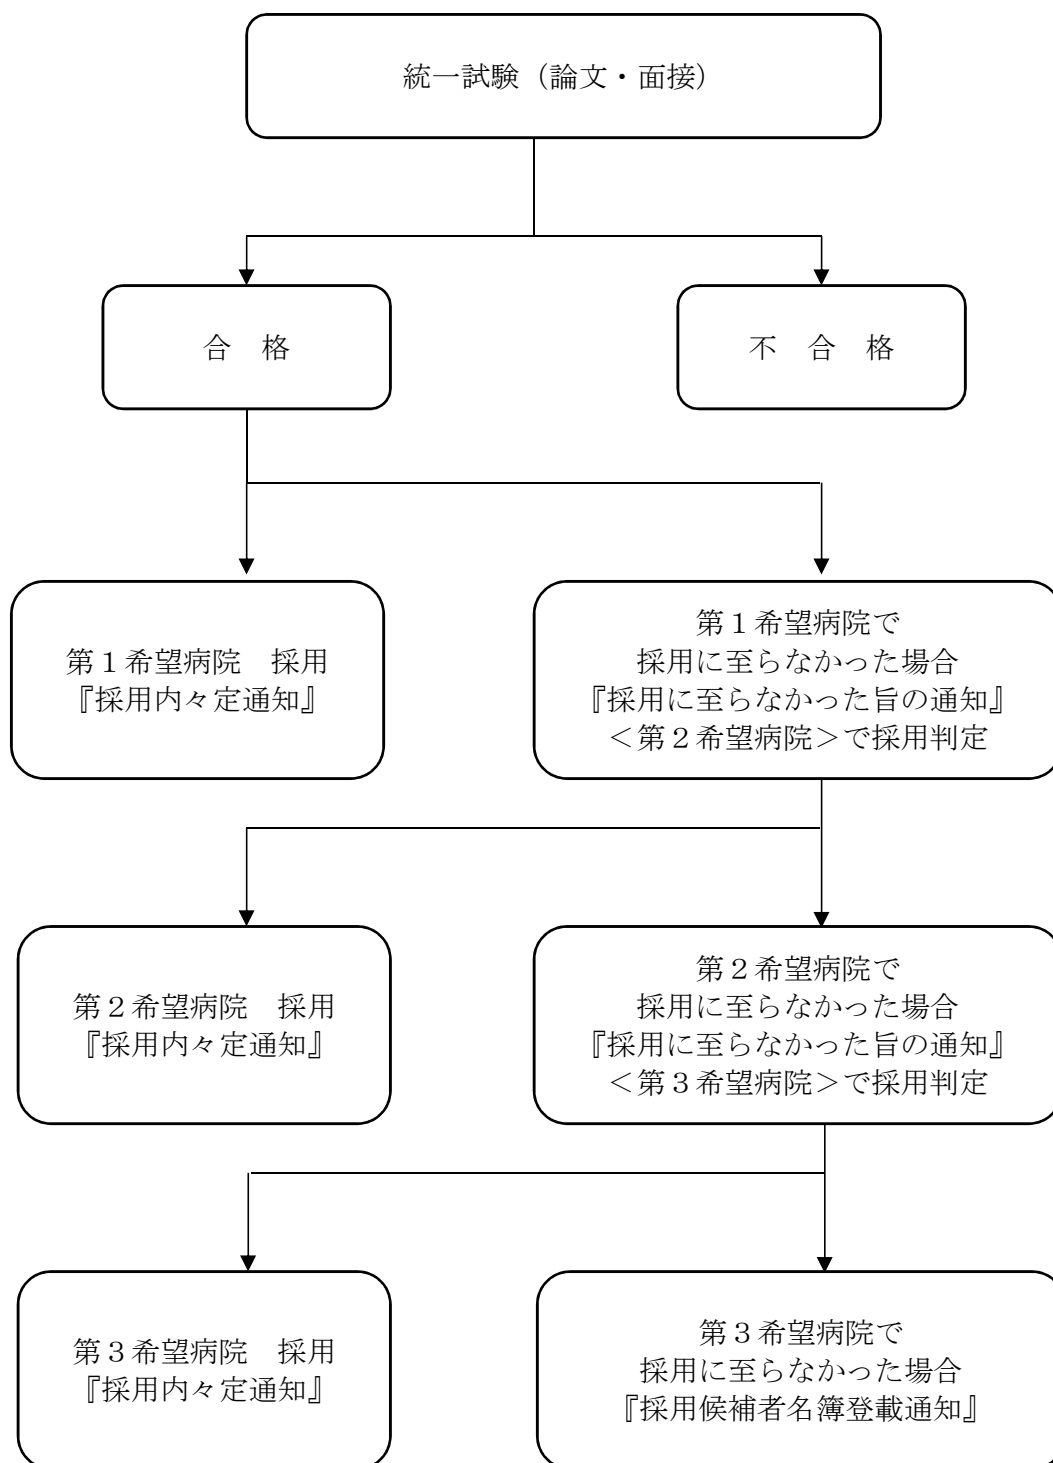 統一試験（論文・面接）
合　格
不　合　格
第１希望病院　採用
『採用内々定通知』
第１希望病院で
採用に至らなかった場合
『採用に至らなかった旨の通知』
＜第２希望病院＞で採用判定
第２希望病院　採用
『採用内々定通知』
第２希望病院で
採用に至らなかった場合
『採用に至らなかった旨の通知』
＜第３希望病院＞で採用判定
第３希望病院　採用
『採用内々定通知』
第３希望病院で
採用に至らなかった場合
『採用候補者名簿登載通知』